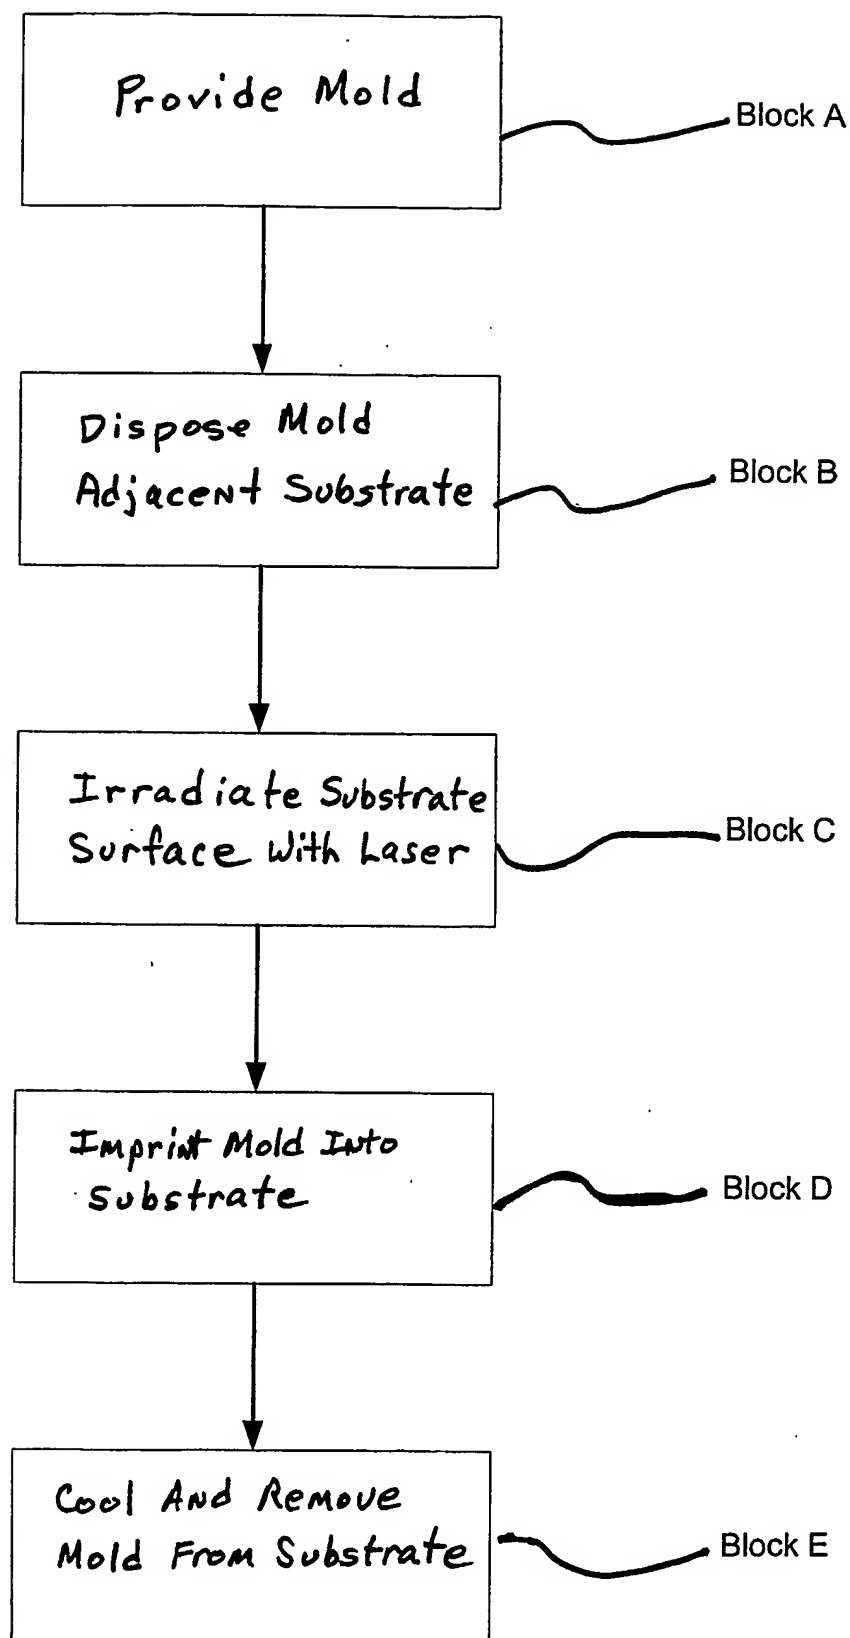 Provide Mold
Block A
Dispose Mold
Adjacent Substrate
Block B
Irradiate Substrate
Surface With Laser
Block C
Imprint Mold Into
Substrate
Block D
Cool And Remove
Mold From Substrate
Block E